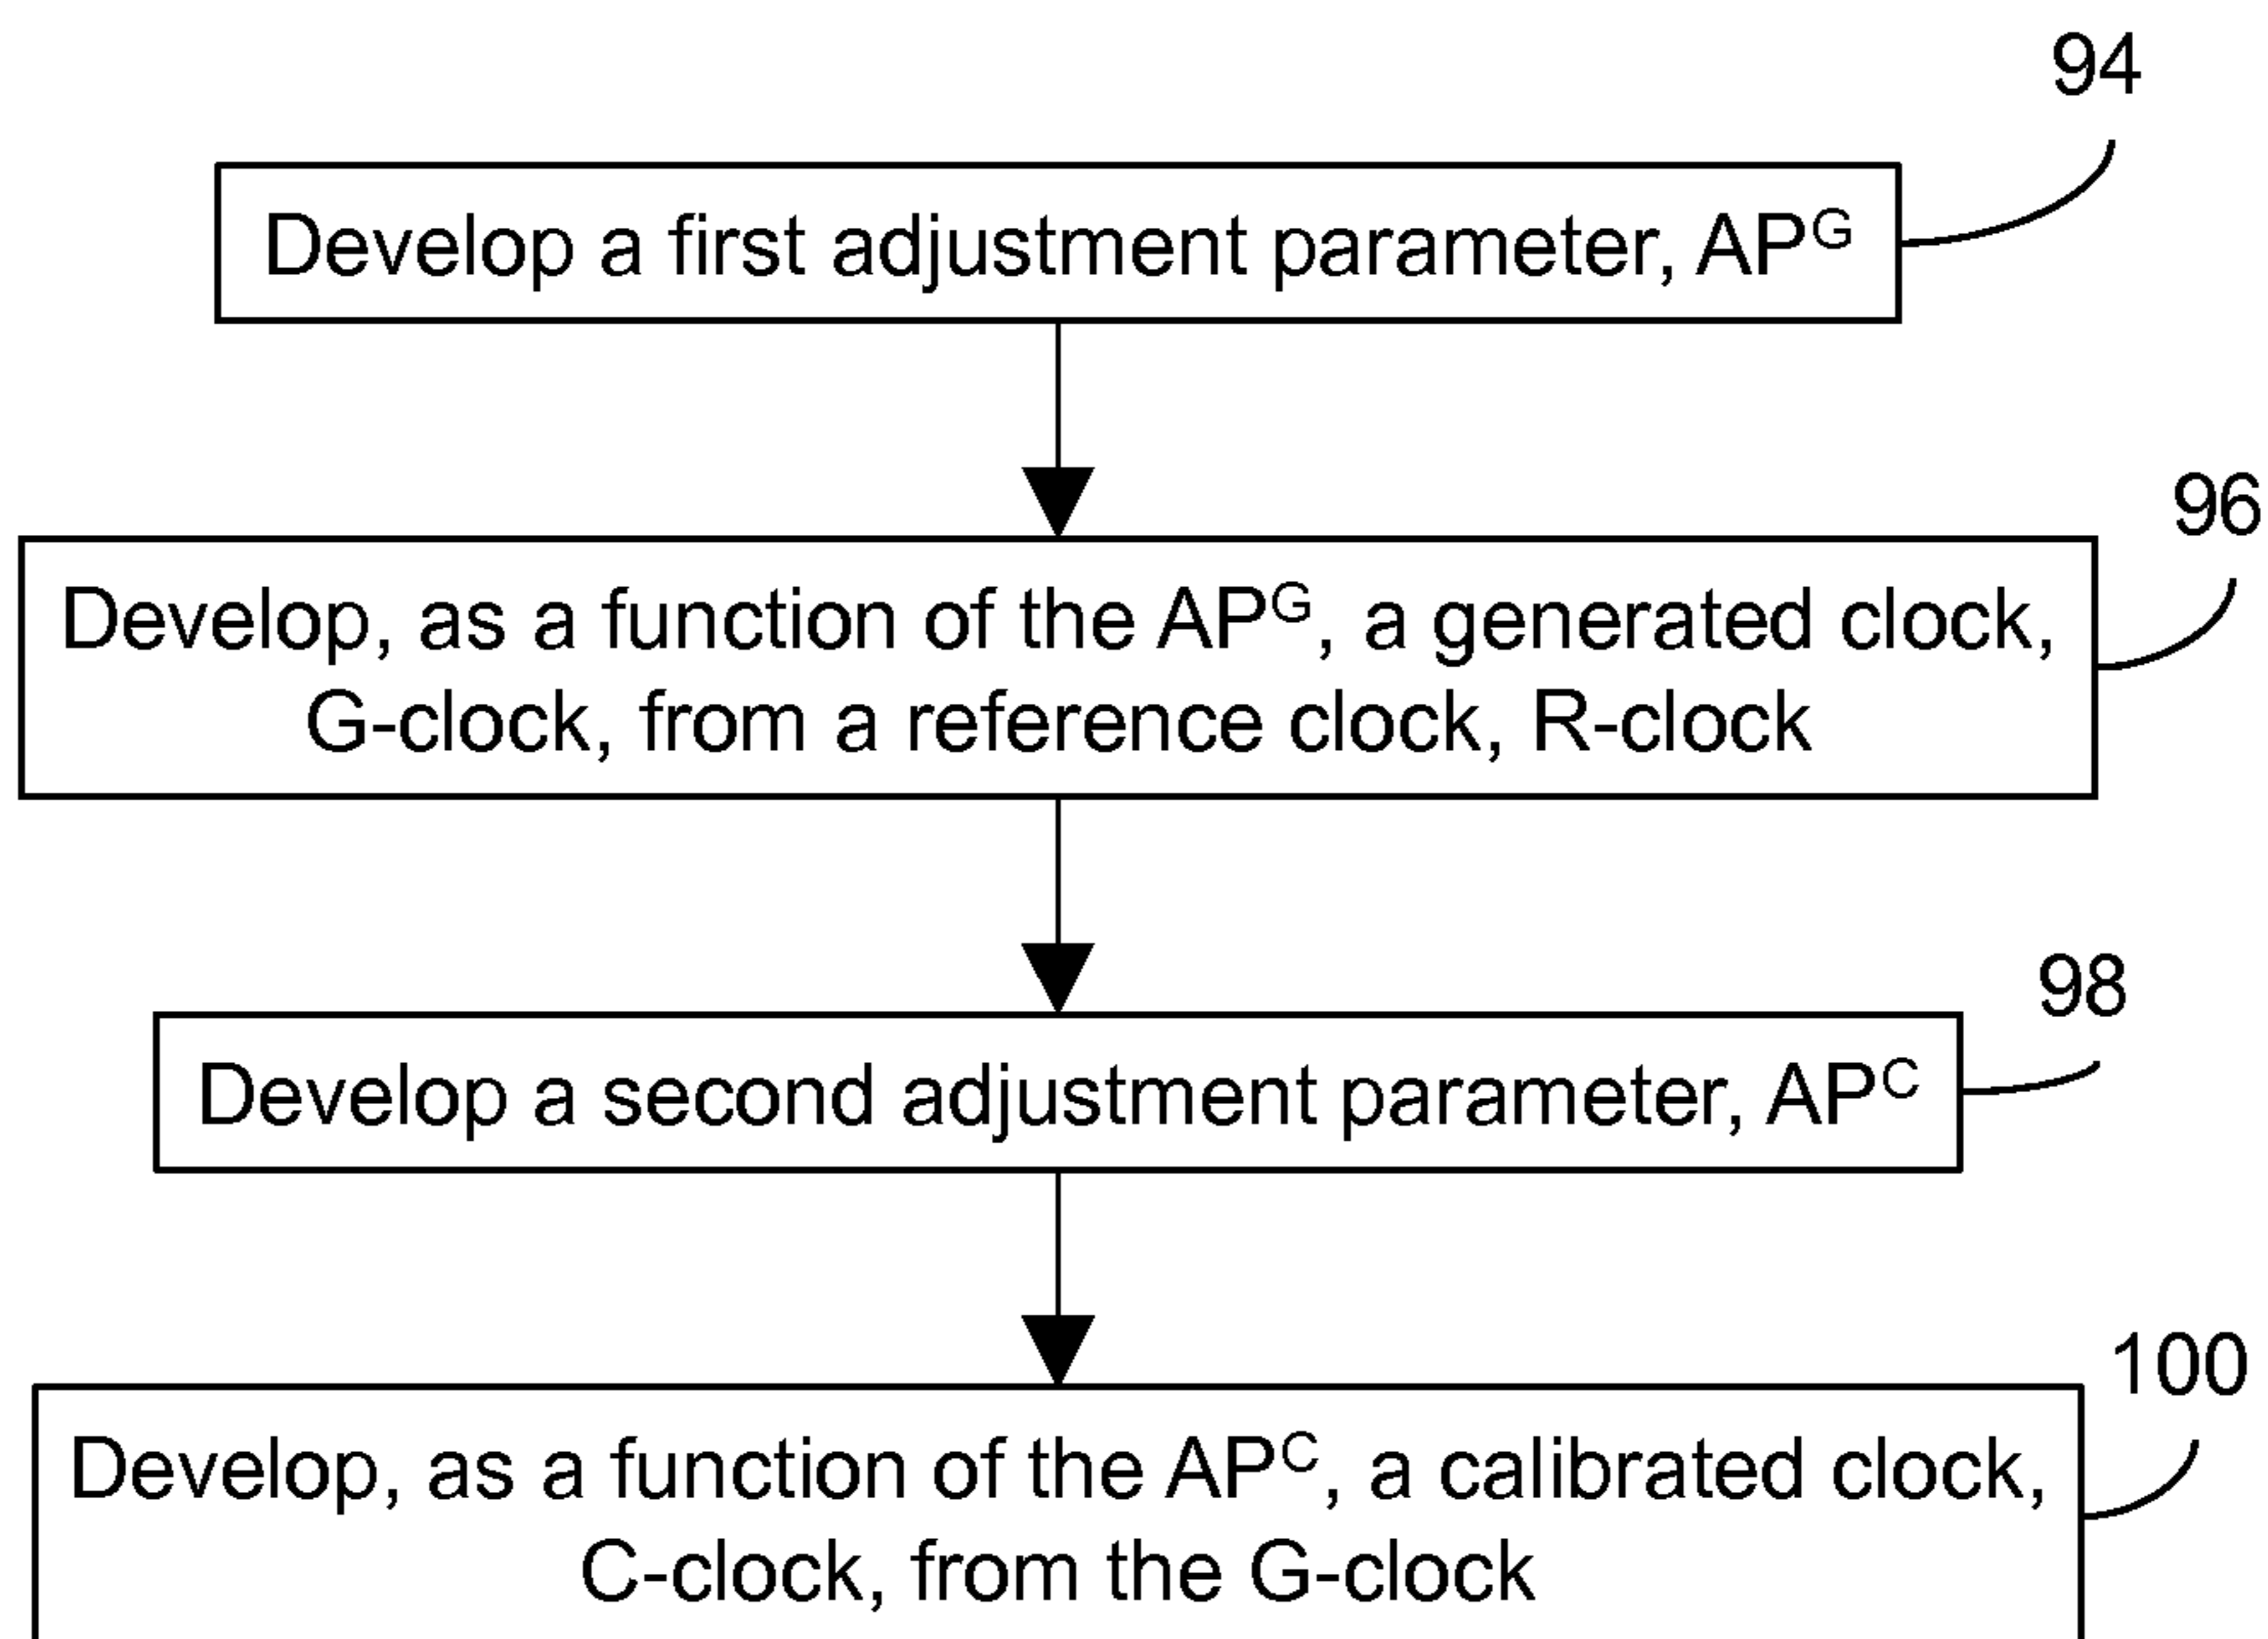 94
Develop a first adjustment parameter, APᴳ
96
Develop, as a function of the APᴳ, a generated clock,
G-clock, from a reference clock, R-clock
98
Develop a second adjustment parameter, APᶜ
100
Develop, as a function of the APᶜ, a calibrated clock,
C-clock, from the G-clock